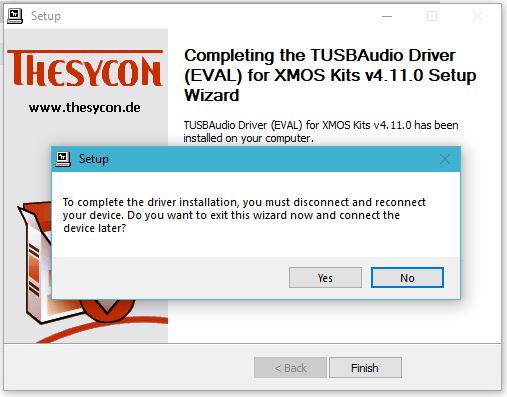 Setup
THESYCON
www.thesycon.de
Completing the TUSBAudio Driver
(EVAL) for XMOS Kits v4.11.0 Setup
Wizard
TUSBAudio Driver (EVAL) for XMOS Kits v4.11.0 has been
installed on your computer.
Setup
To complete the driver installation, you must disconnect and reconnect
your device. Do you want to exit this wizard now and connect the
device later?
Yes
No
< Back
Finish